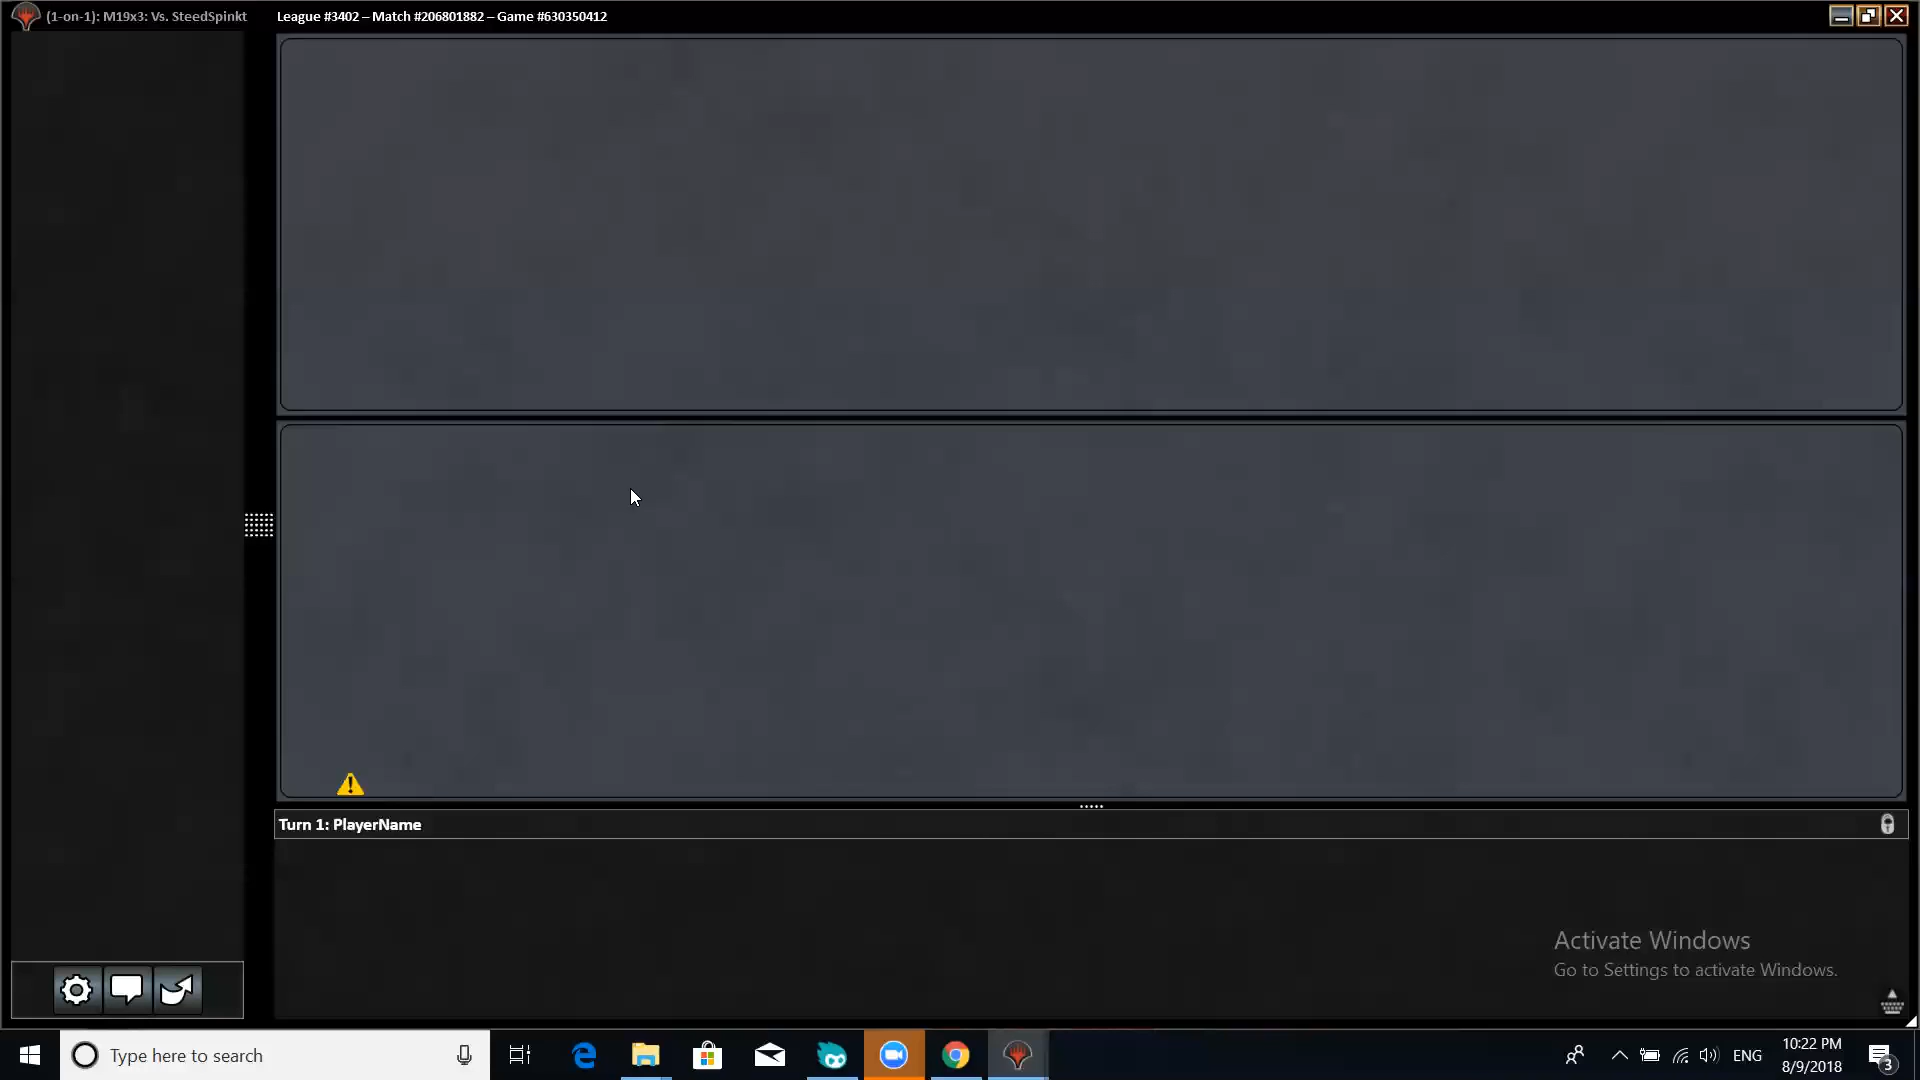 (1-on-1): M19x3: Vs. SteedSpinkt
League #3402 – Match #206801882 – Game #630350412
Turn 1: PlayerName
Activate Windows
Go to Settings to activate Windows.
Type here to search
ENG
10:22 PM
8/9/2018
3